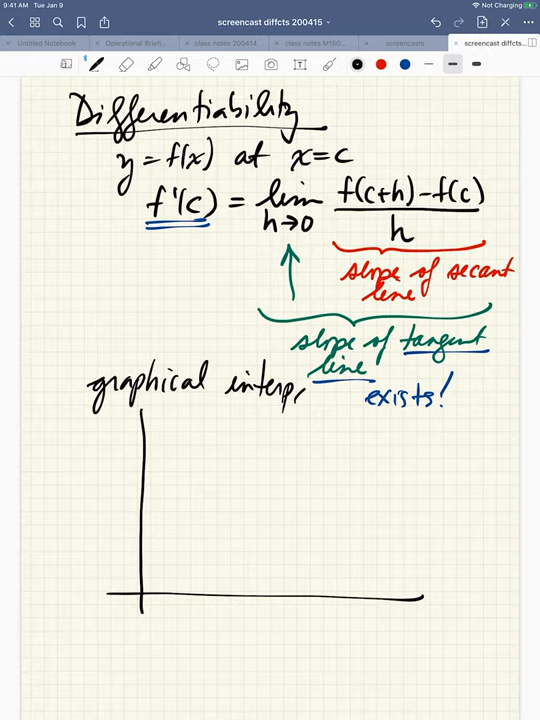 9:41 AM Tue Jan 9
Not Charging
screencast diffcts 200415
Untitled Notebook
Operational Briefi...
class notes 200414
class notes M160...
screencasts
screencast diffcts...
Differentiability
y = f(x) at x = c
f'(c) = lim h→0 f(c+h) - f(c) / h
slope of secant
line
slope of tangent
line
exists!
graphical interp.